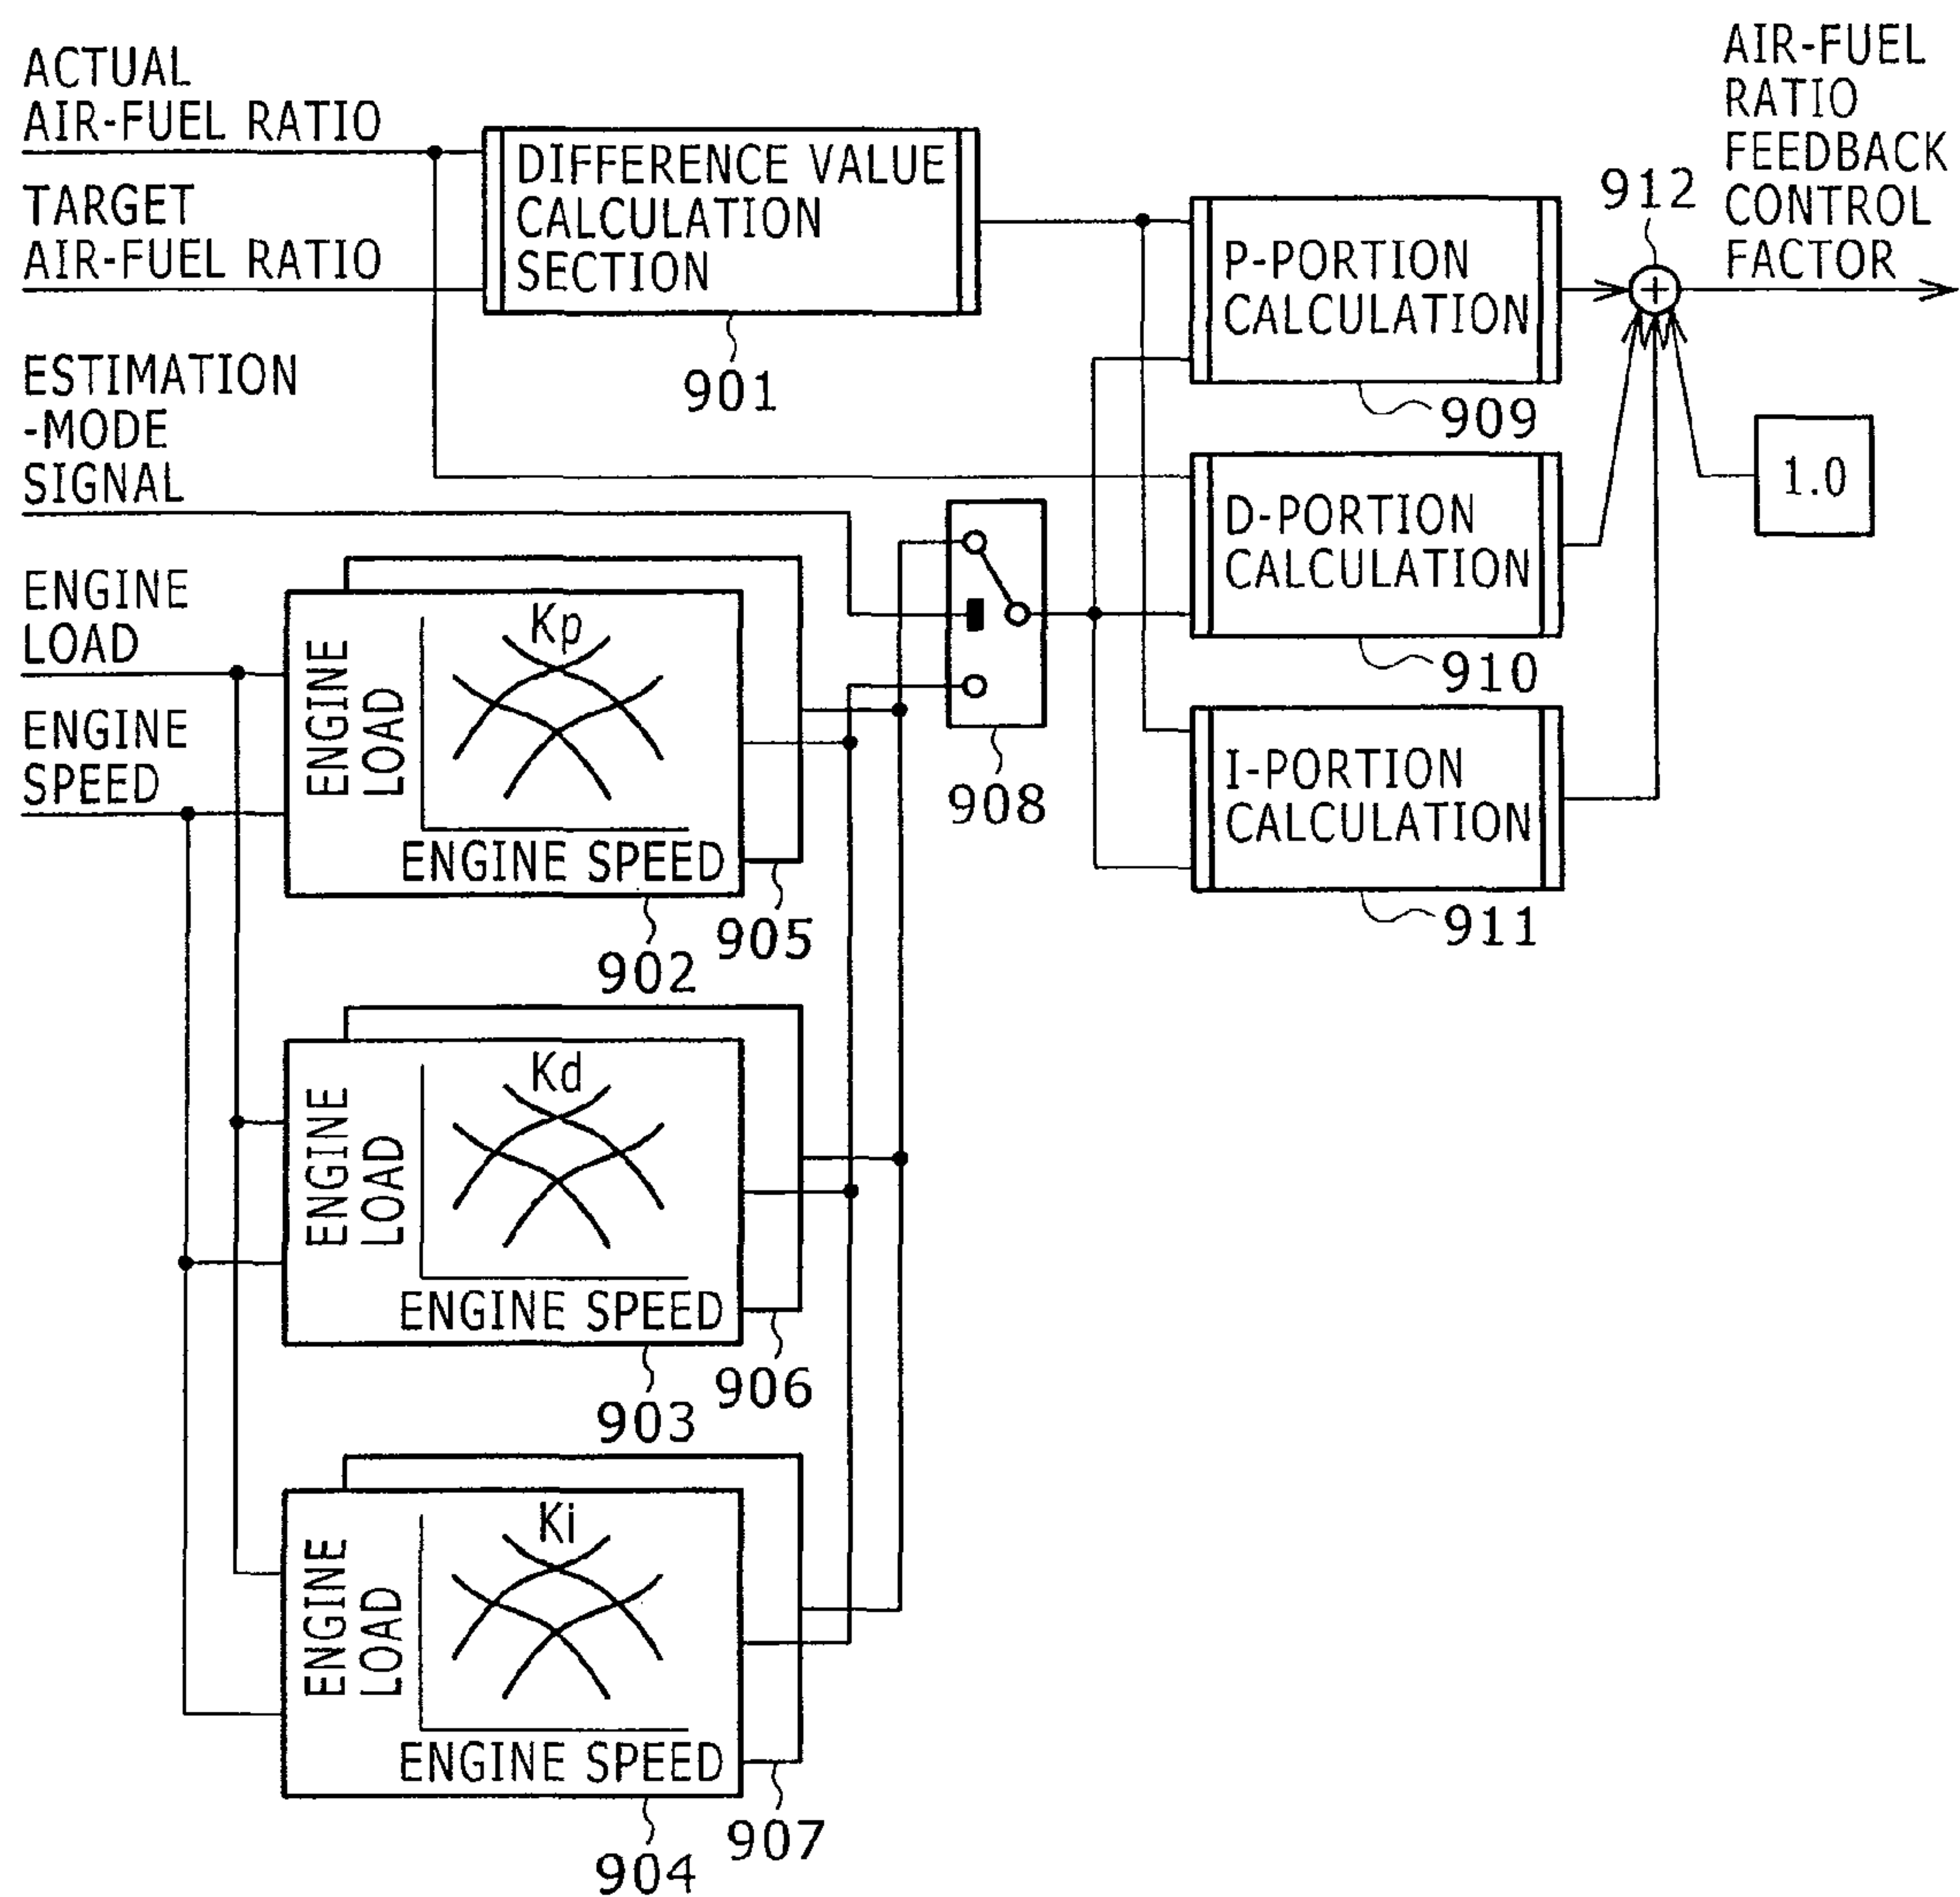 ACTUAL
AIR-FUEL RATIO
TARGET
AIR-FUEL RATIO
DIFFERENCE VALUE
CALCULATION
SECTION
901
P-PORTION
CALCULATION
909
912
AIR-FUEL
RATIO
FEEDBACK
CONTROL
FACTOR
ESTIMATION
-MODE
SIGNAL
D-PORTION
CALCULATION
910
1.0
ENGINE
LOAD
ENGINE
SPEED
Kp
ENGINE
LOAD
ENGINE SPEED
905
902
908
I-PORTION
CALCULATION
911
Kd
ENGINE
LOAD
ENGINE SPEED
906
903
Ki
ENGINE
LOAD
ENGINE SPEED
907
904